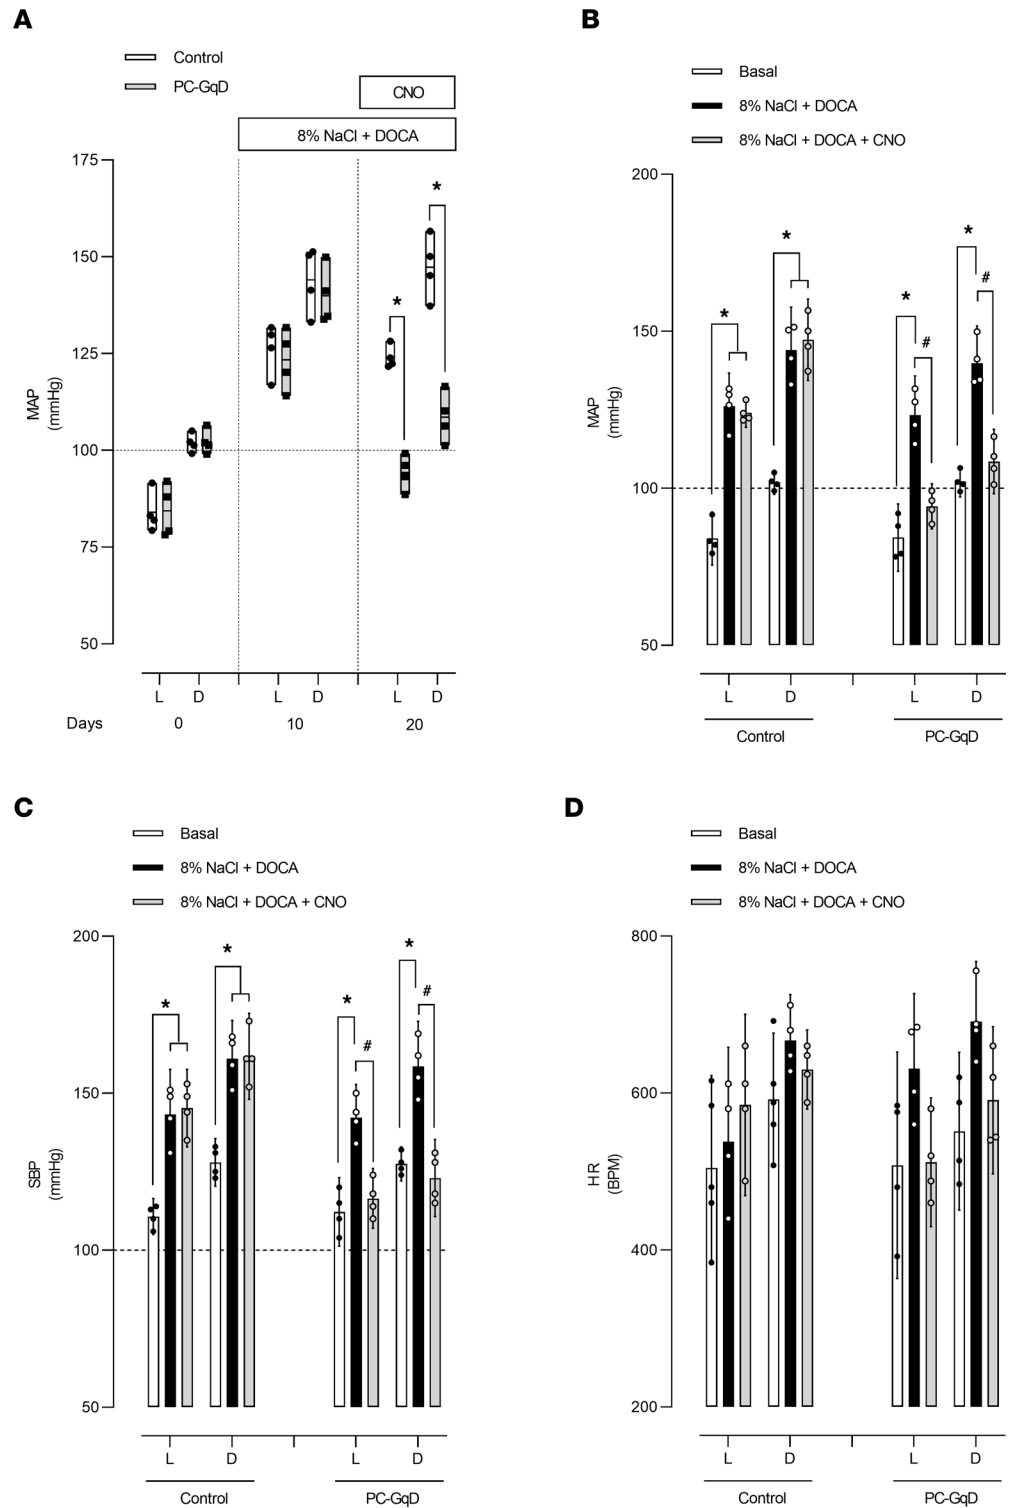 A
Control
PC-GqD
CNO
8% NaCl + DOCA
175
150
125
100
75
50
MAP
(mmHg)
*
*
L D L D L D
Days 0 10 20
B
Basal
8% NaCl + DOCA
8% NaCl + DOCA + CNO
200
150
100
50
MAP
(mmHg)
*
*
*
#
*
#
L D L D
Control PC-GqD
C
Basal
8% NaCl + DOCA
8% NaCl + DOCA + CNO
200
150
100
50
SBP
(mmHg)
*
*
*
#
*
#
L D L D
Control PC-GqD
D
Basal
8% NaCl + DOCA
8% NaCl + DOCA + CNO
800
600
400
200
HR
(BPM)
L D L D
Control PC-GqD